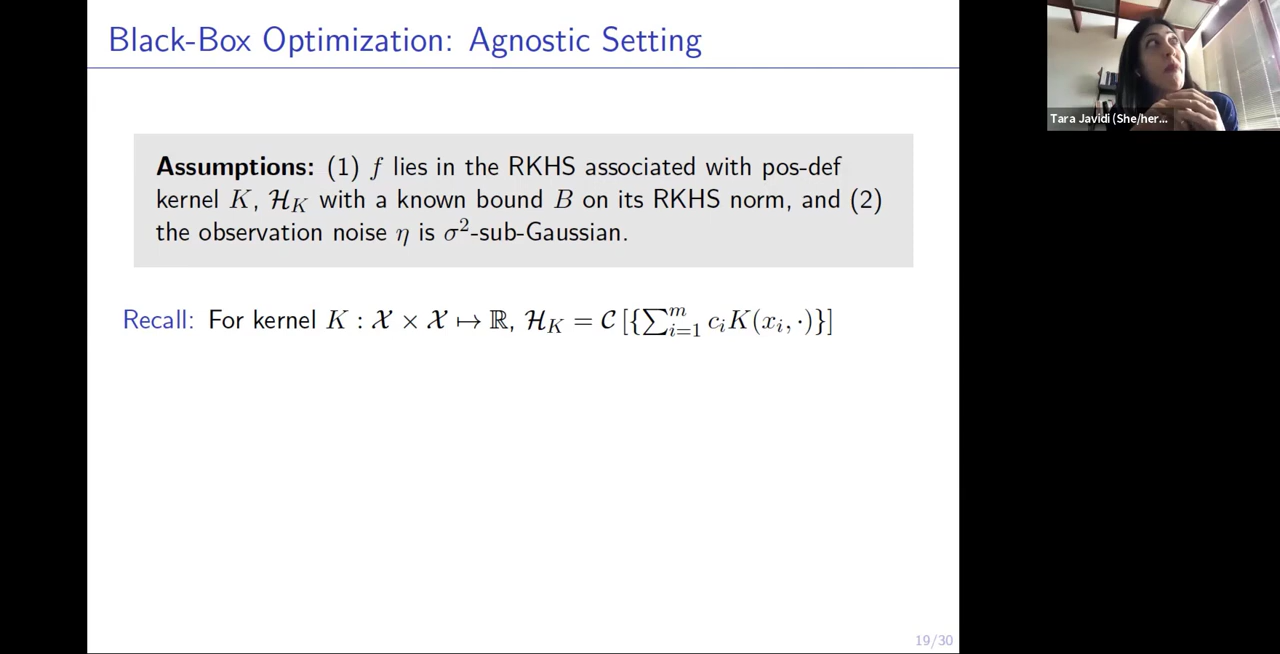 Black-Box Optimization: Agnostic Setting
Tara Javidi (She/her...
Assumptions: (1) f lies in the RKHS associated with pos-def
kernel K, ℋ_K with a known bound B on its RKHS norm, and (2)
the observation noise η is σ²-sub-Gaussian.
Recall: For kernel K : 𝒳 × 𝒳 ↦ ℝ, ℋ_K = 𝒞 [{∑_{i=1}^{m} c_i K(x_i, ·)}]
19/30